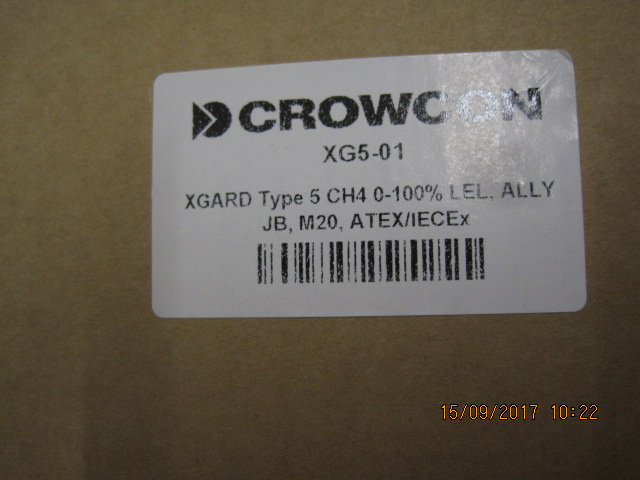 CROWCON
XG5-01
XGARD Type 5 CH4 0-100% LEL, ALLY
JB, M20, ATEX/IECEx
15/09/2017 10:22